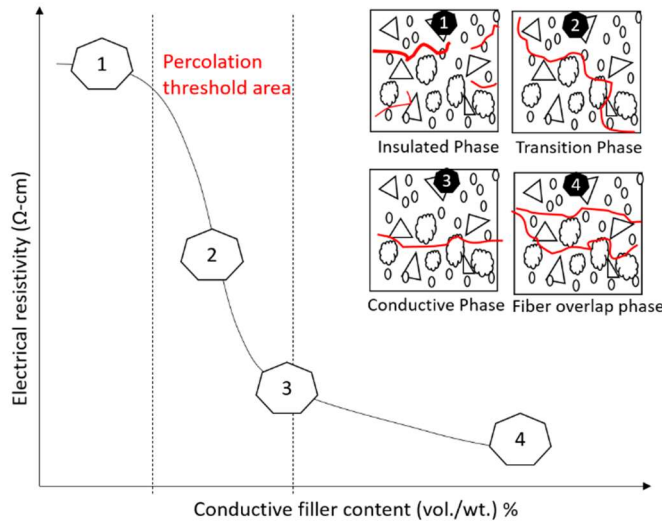 Electrical resistivity (Ω-cm)
Conductive filler content (vol./wt.) %
Percolation
threshold area
1
2
3
4
1
Insulated Phase
2
Transition Phase
3
Conductive Phase
4
Fiber overlap phase